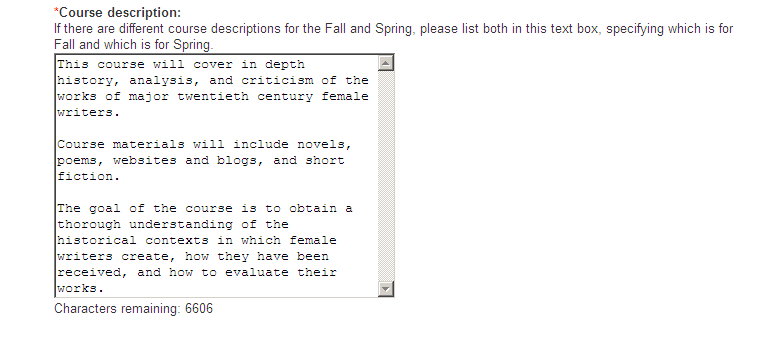 *Course description:
If there are different course descriptions for the Fall and Spring, please list both in this text box, specifying which is for
Fall and which is for Spring.
This course will cover in depth
history, analysis, and criticism of the
works of major twentieth century female
writers.
Course materials will include novels,
poems, websites and blogs, and short
fiction.
The goal of the course is to obtain a
thorough understanding of the
historical contexts in which female
writers create, how they have been
received, and how to evaluate their
works.
Characters remaining: 6606